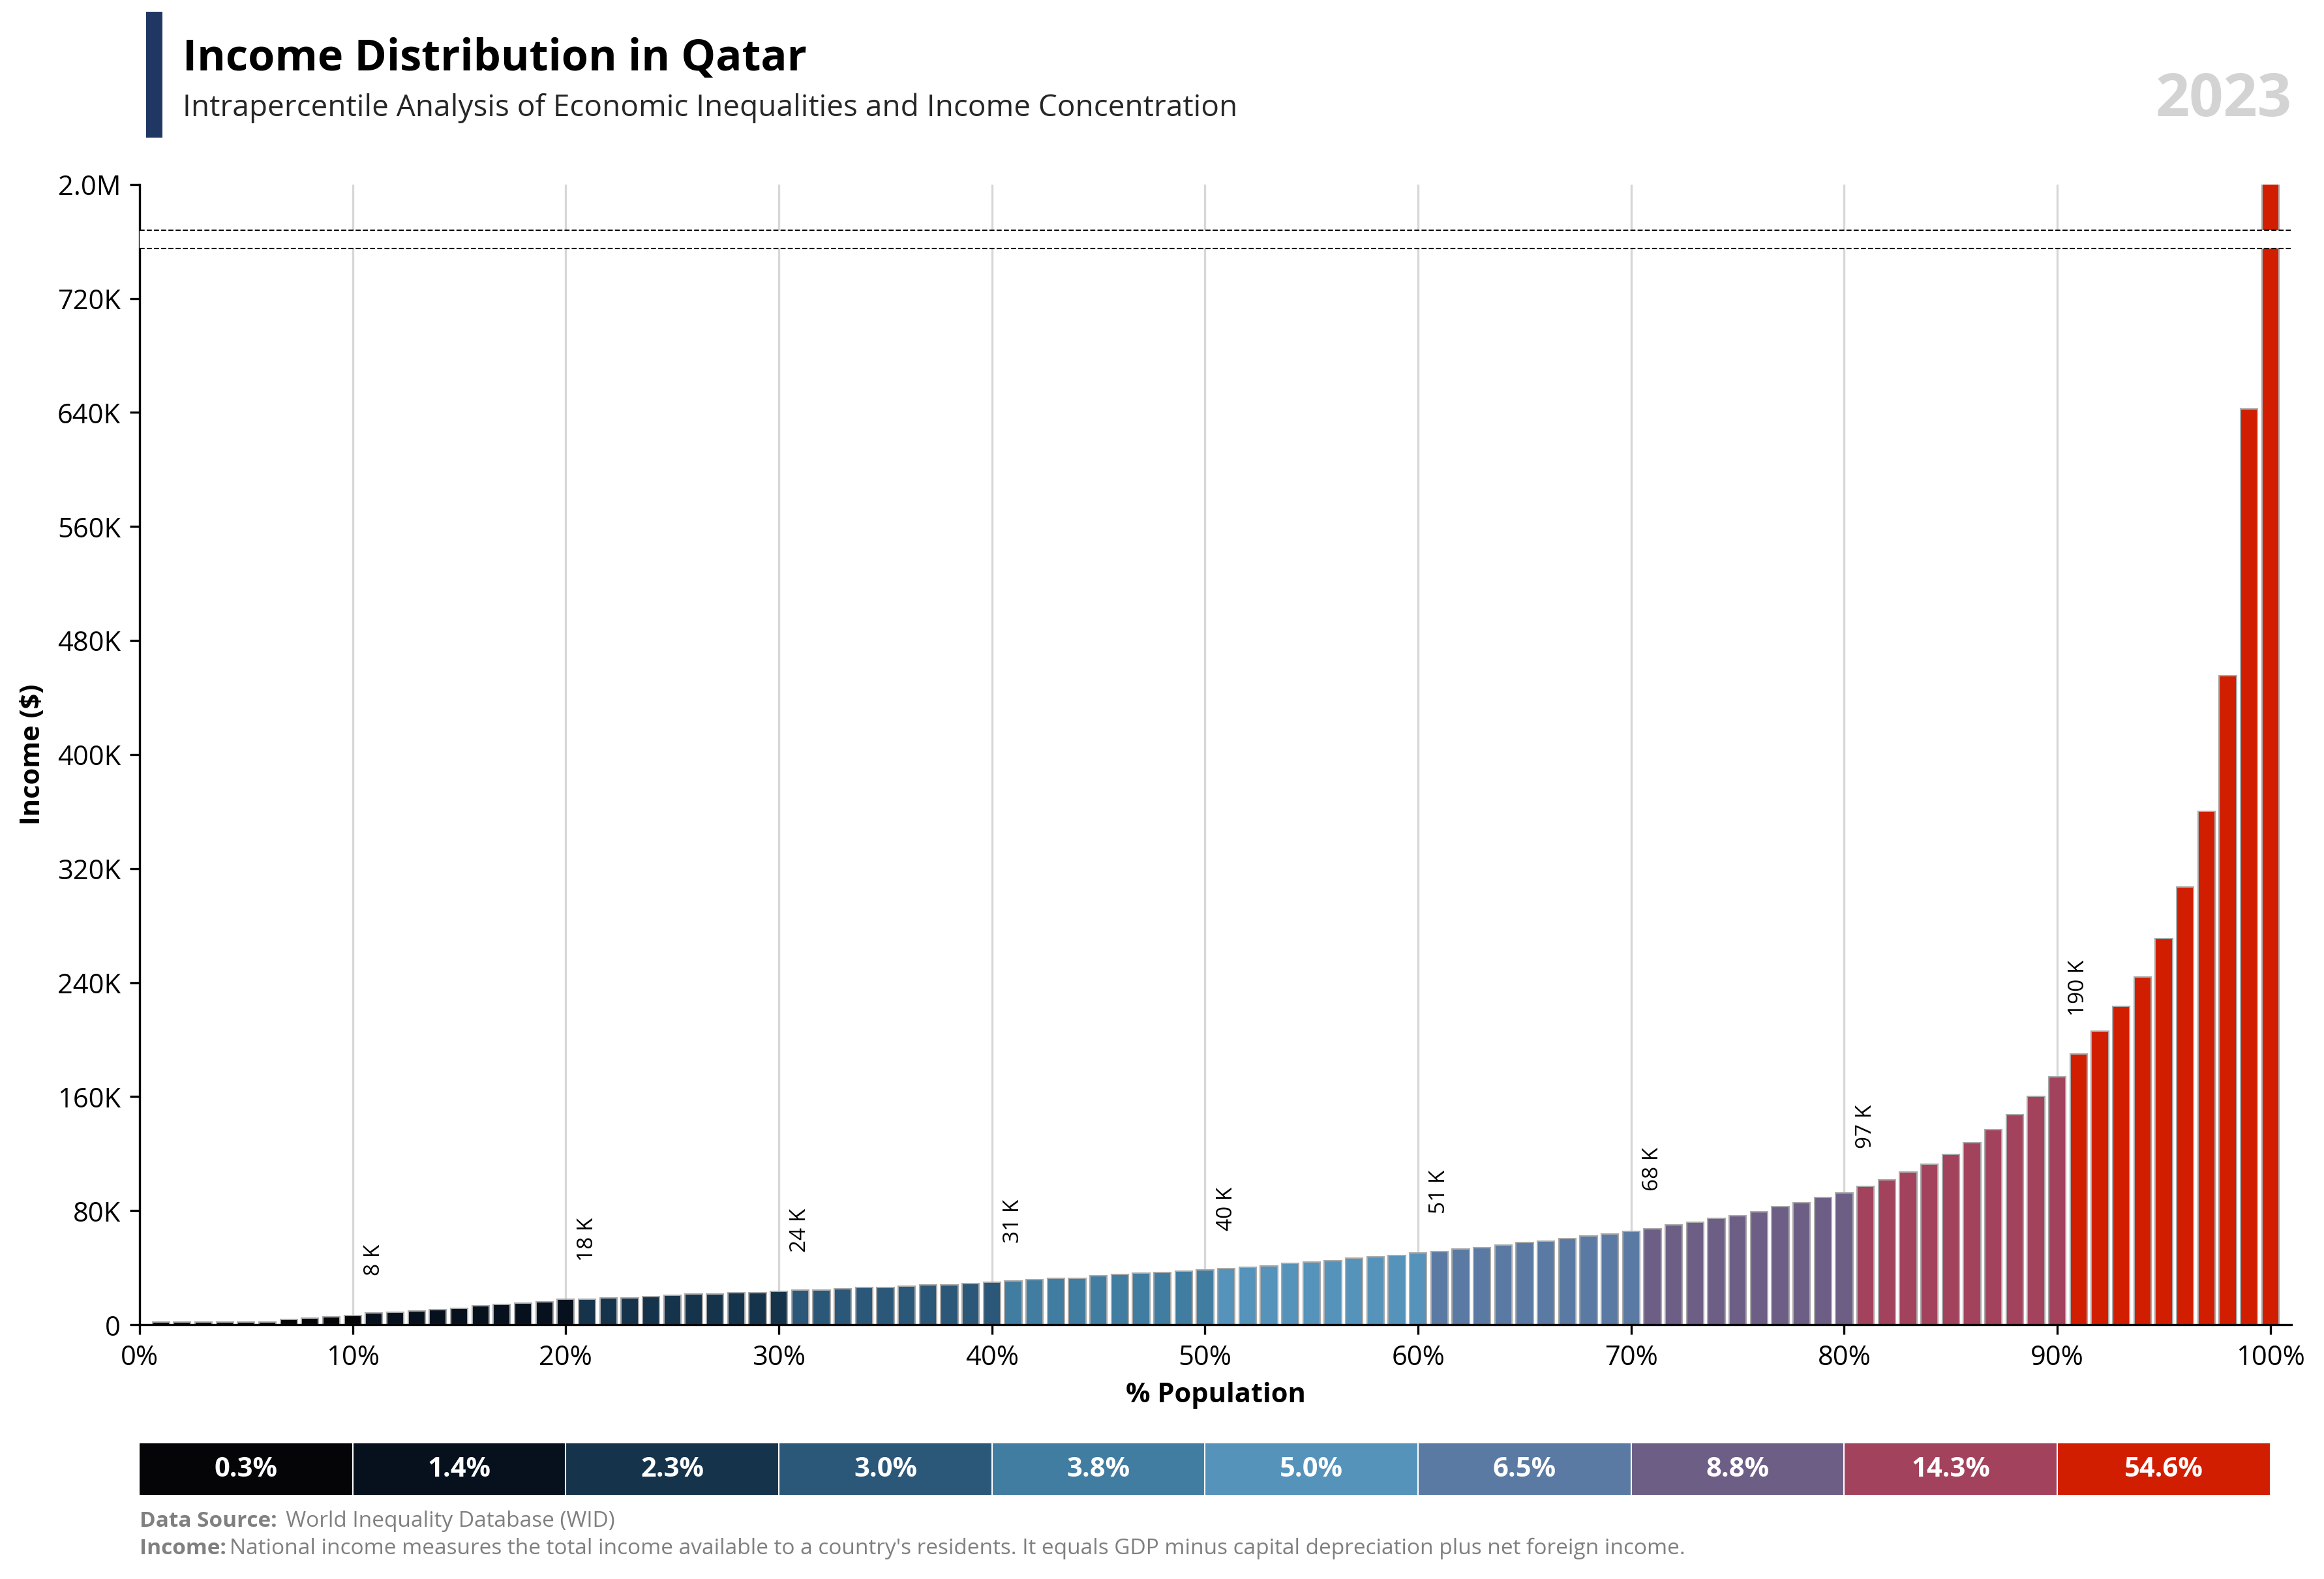 Income Distribution in Qatar
Intrapercentile Analysis of Economic Inequalities and Income Concentration
2023
2.0M
720K
640K
560K
480K
400K
320K
240K
160K
80K
0
Income ($)
8 K
18 K
24 K
31 K
40 K
51 K
68 K
97 K
190 K
0% 10% 20% 30% 40% 50% 60% 70% 80% 90% 100%
% Population
0.3% 1.4% 2.3% 3.0% 3.8% 5.0% 6.5% 8.8% 14.3% 54.6%
Data Source: World Inequality Database (WID)
Income: National income measures the total income available to a country's residents. It equals GDP minus capital depreciation plus net foreign income.